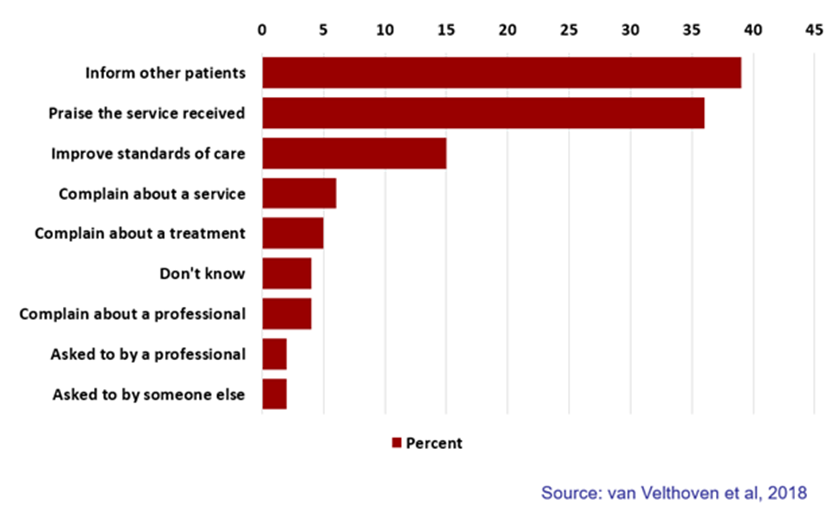 0 5 10 15 20 25 30 35 40 45
Inform other patients
Praise the service received
Improve standards of care
Complain about a service
Complain about a treatment
Don't know
Complain about a professional
Asked to by a professional
Asked to by someone else
Percent
Source: van Velthoven et al, 2018